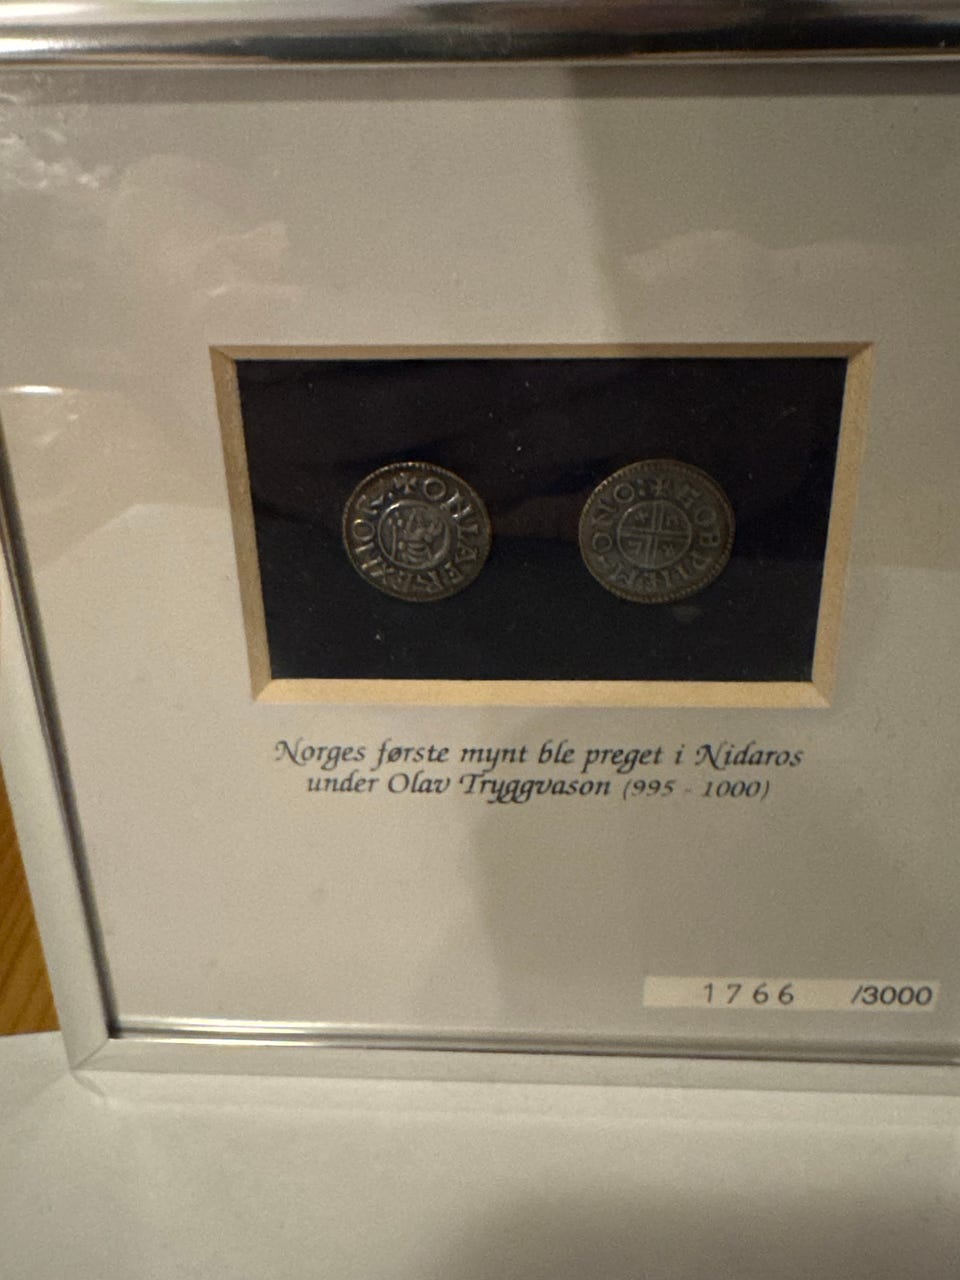 Norges første mynt ble preget i Nidaros
under Olav Tryggvason (995 - 1000)
1766 /3000